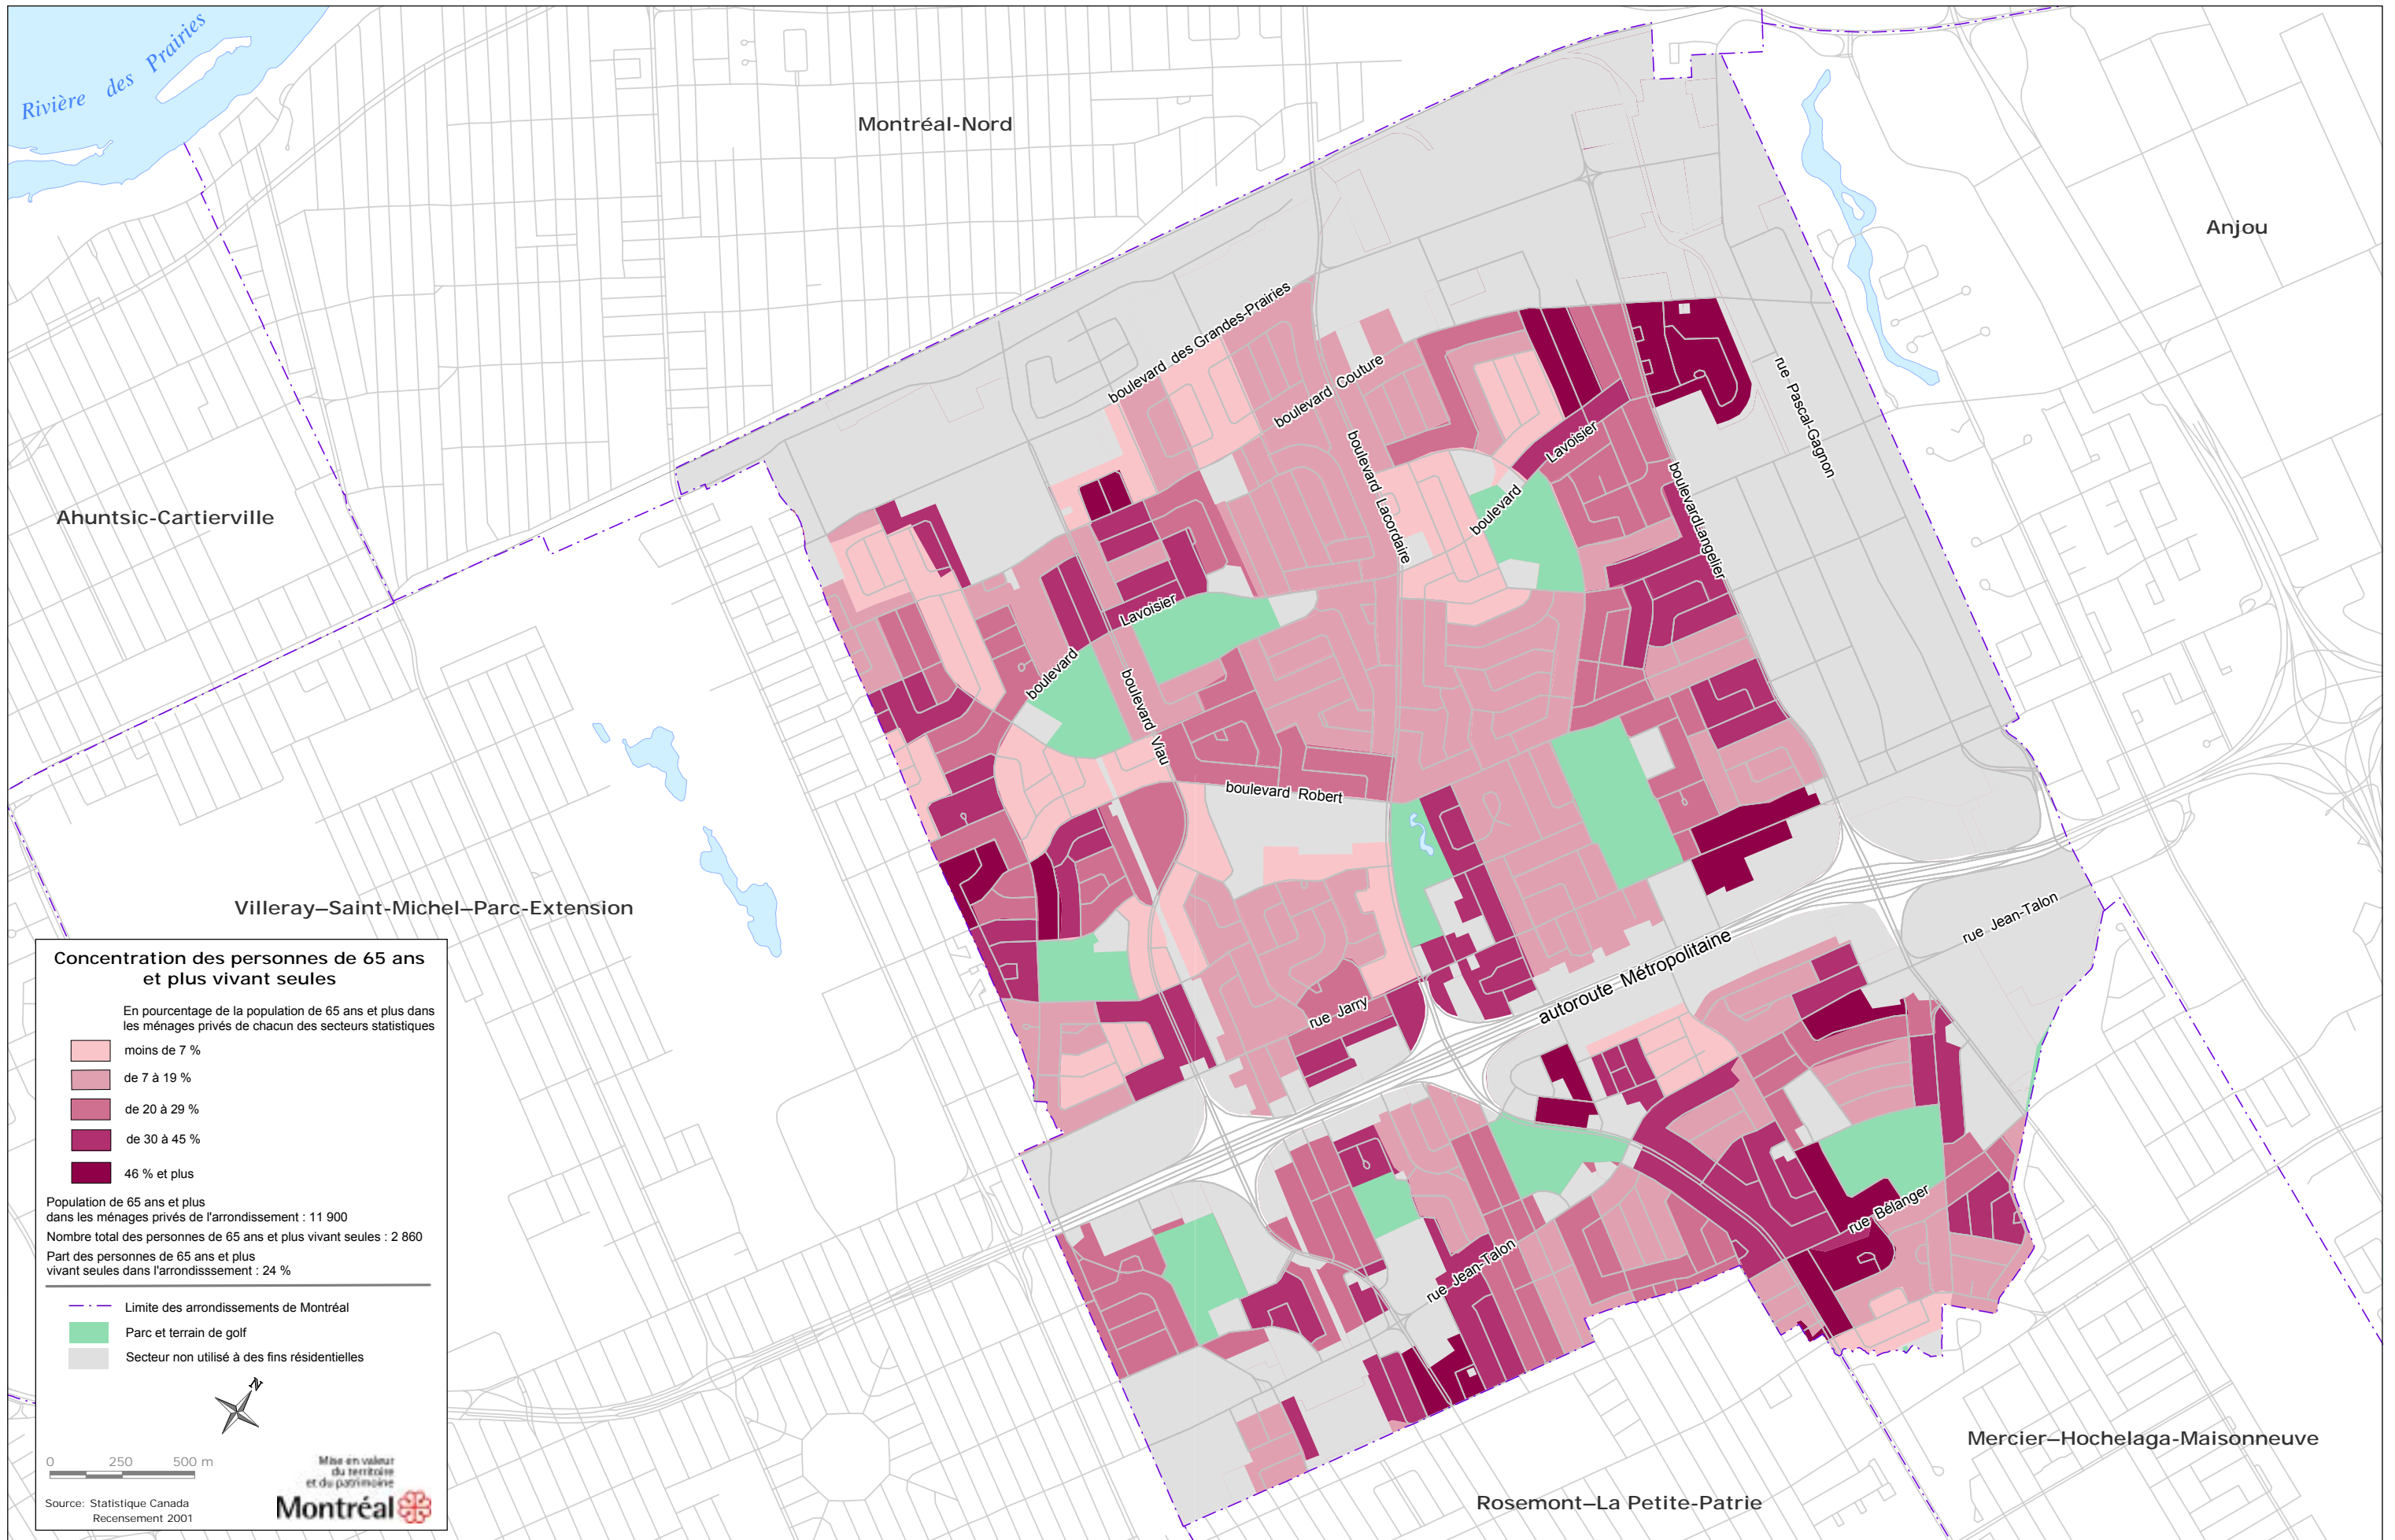 Rivière des Prairies
Montréal-Nord
Anjou
Ahuntsic-Cartierville
Villeray–Saint-Michel–Parc-Extension
Mercier–Hochelaga-Maisonneuve
Rosemont–La Petite-Patrie
boulevard des Grandes-Prairies
boulevard Couture
boulevard Lacordaire
boulevard Lavoisier
rue Pascal-Gagnon
boulevard Langelier
boulevard Lavoisier
boulevard Viau
boulevard Robert
rue Jarry
autoroute Métropolitaine
rue Jean-Talon
rue Bélanger
rue Jean-Talon
Concentration des personnes de 65 ans
et plus vivant seules
En pourcentage de la population de 65 ans et plus dans
les ménages privés de chacun des secteurs statistiques
moins de 7 %
de 7 à 19 %
de 20 à 29 %
de 30 à 45 %
46 % et plus
Population de 65 ans et plus
dans les ménages privés de l'arrondissement : 11 900
Nombre total des personnes de 65 ans et plus vivant seules : 2 860
Part des personnes de 65 ans et plus
vivant seules dans l'arrondisssement : 24 %
Limite des arrondissements de Montréal
Parc et terrain de golf
Secteur non utilisé à des fins résidentielles
N
0 250 500 m
Source: Statistique Canada
Recensement 2001
Mise en valeur
du territoire
et du patrimoine
Montréal